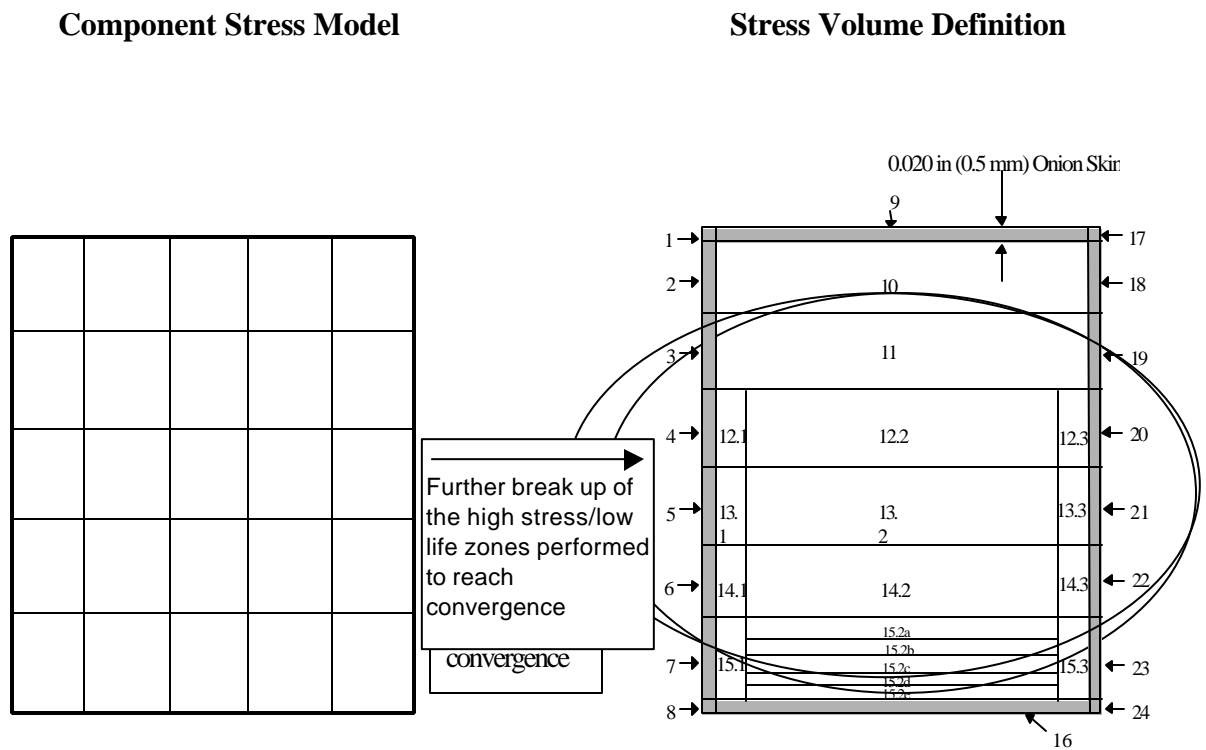 Component Stress Model
Stress Volume Definition
0.020 in (0.5 mm) Onion Skin
9
1
17
2
10
18
3
11
19
4
12.1
12.2
12.3
20
5
13.
1
13.
2
13.3
21
6
14.1
14.2
14.3
22
15.2a
15.2b
7
15.1
15.2c
15.3
23
15.2d
15.2e
8
24
16
Further break up of
the high stress/low
life zones performed
to reach
convergence
convergence